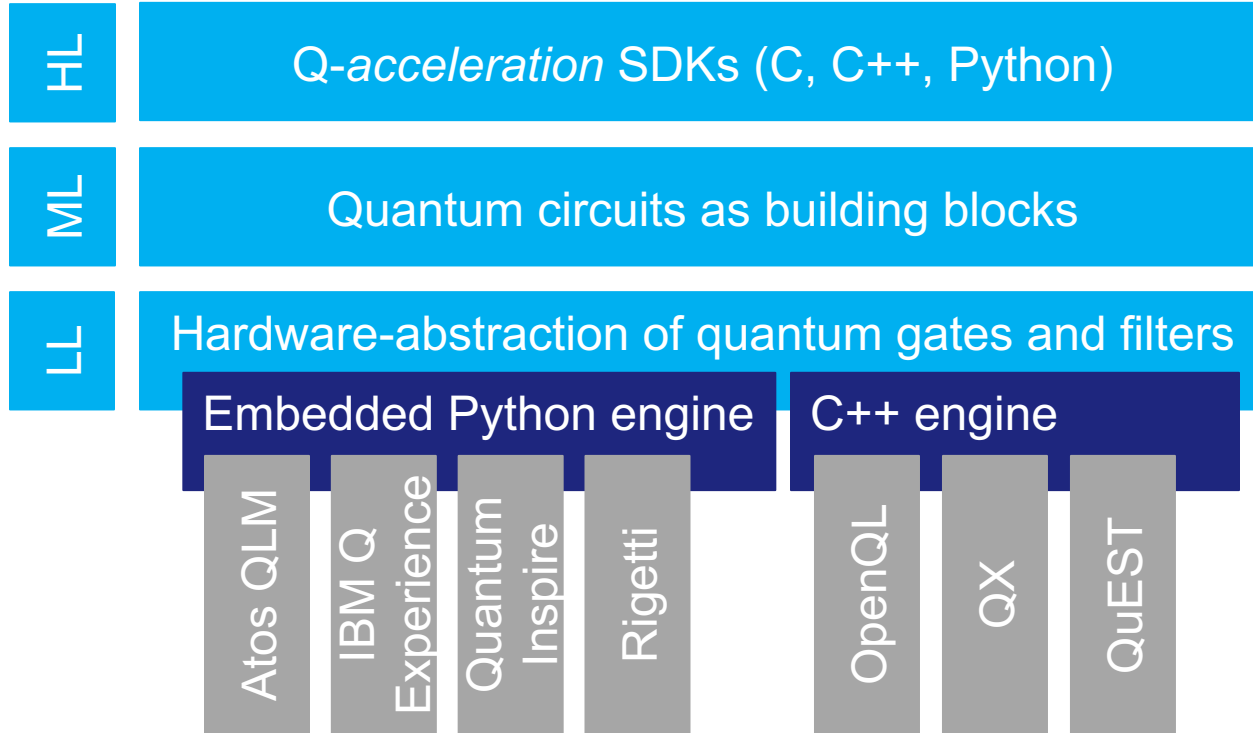 HL
Q-acceleration SDKs (C, C++, Python)
ML
Quantum circuits as building blocks
LL
Hardware-abstraction of quantum gates and filters
Embedded Python engine
C++ engine
Atos QLM
IBM Q
Experience
Quantum
Inspire
Rigetti
OpenQL
QX
QuEST